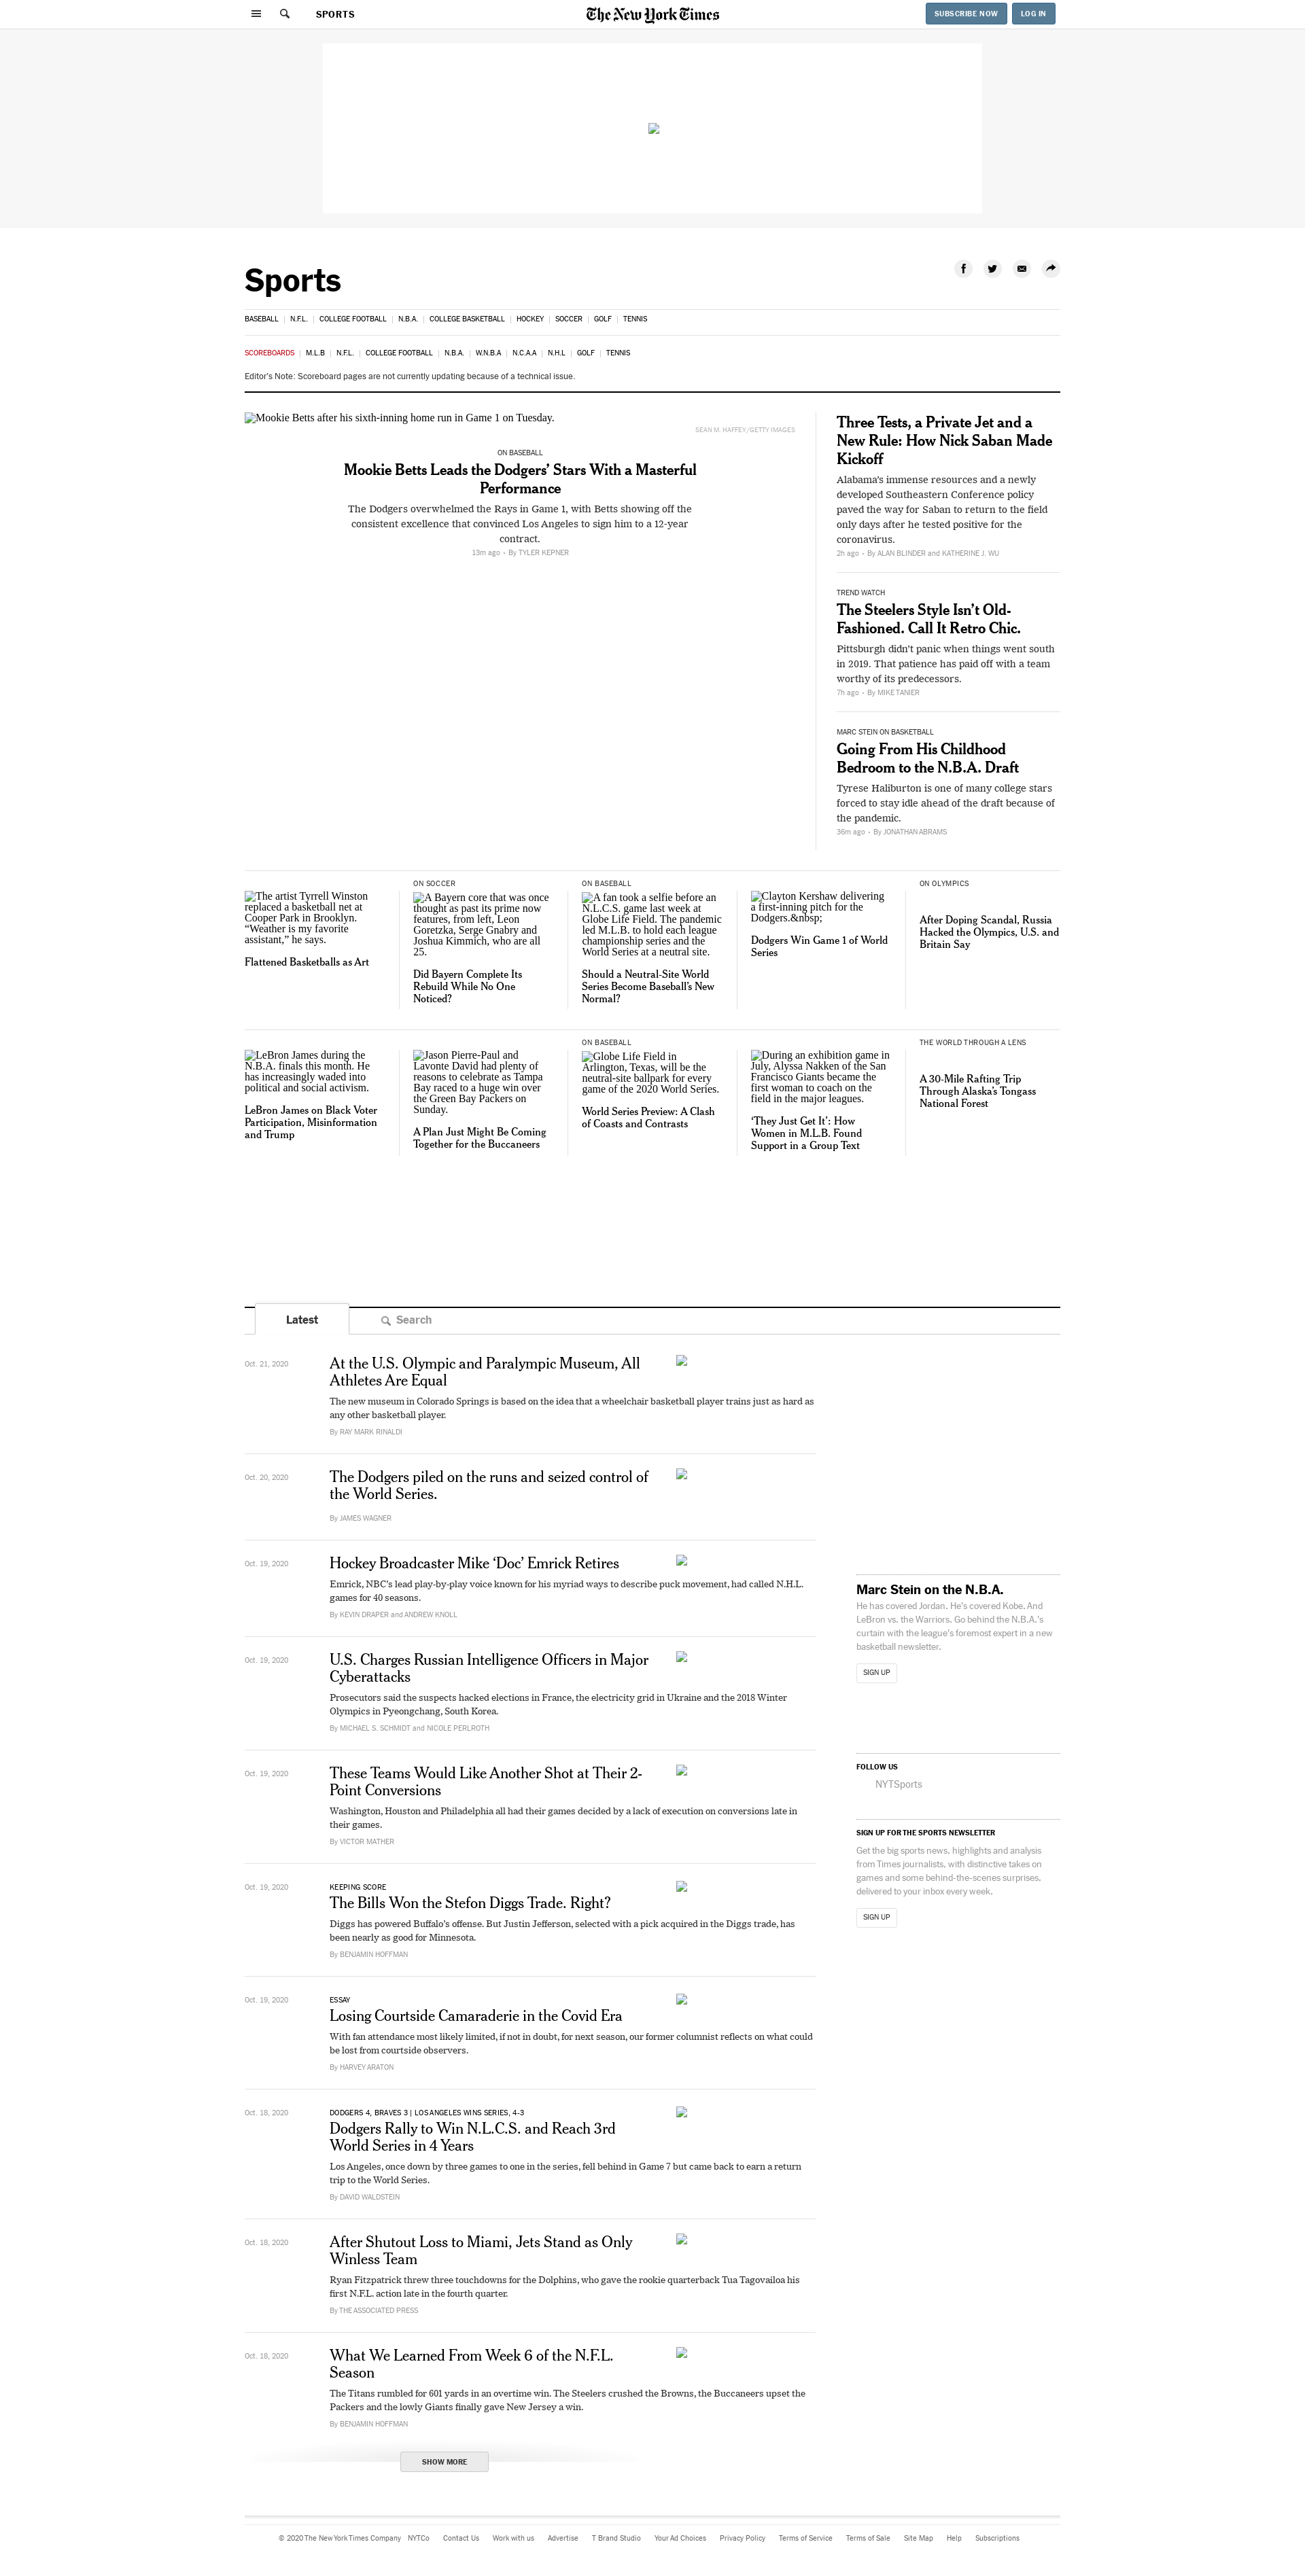 SPORTS
The New York Times
SUBSCRIBE NOW
LOG IN
Sports
BASEBALL
N.F.L.
COLLEGE FOOTBALL
N.B.A.
COLLEGE BASKETBALL
HOCKEY
SOCCER
GOLF
TENNIS
SCOREBOARDS
M.L.B
N.F.L.
COLLEGE FOOTBALL
N.B.A.
W.N.B.A
N.C.A.A
N.H.L
GOLF
TENNIS
Editor's Note: Scoreboard pages are not currently updating because of a technical issue.
Mookie Betts after his sixth-inning home run in Game 1 on Tuesday.
SEAN M. HAFFEY/GETTY IMAGES
ON BASEBALL
Mookie Betts Leads the Dodgers’ Stars With a Masterful
Performance
The Dodgers overwhelmed the Rays in Game 1, with Betts showing off the
consistent excellence that convinced Los Angeles to sign him to a 12-year
contract.
13m ago • By TYLER KEPNER
Three Tests, a Private Jet and a
New Rule: How Nick Saban Made
Kickoff
Alabama’s immense resources and a newly
developed Southeastern Conference policy
paved the way for Saban to return to the field
only days after he tested positive for the
coronavirus.
2h ago • By ALAN BLINDER and KATHERINE J. WU
TREND WATCH
The Steelers Style Isn’t Old-
Fashioned. Call It Retro Chic.
Pittsburgh didn’t panic when things went south
in 2019. That patience has paid off with a team
worthy of its predecessors.
7h ago • By MIKE TANIER
MARC STEIN ON BASKETBALL
Going From His Childhood
Bedroom to the N.B.A. Draft
Tyrese Haliburton is one of many college stars
forced to stay idle ahead of the draft because of
the pandemic.
36m ago • By JONATHAN ABRAMS
The artist Tyrrell Winston
replaced a basketball net at
Cooper Park in Brooklyn.
“Weather is my favorite
assistant,” he says.
Flattened Basketballs as Art
ON SOCCER
A Bayern core that was once
thought as past its prime now
features, from left, Leon
Goretzka, Serge Gnabry and
Joshua Kimmich, who are all
25.
Did Bayern Complete Its
Rebuild While No One
Noticed?
ON BASEBALL
A fan took a selfie before an
N.L.C.S. game last week at
Globe Life Field. The pandemic
led M.L.B. to hold each league
championship series and the
World Series at a neutral site.
Should a Neutral-Site World
Series Become Baseball’s New
Normal?
Clayton Kershaw delivering
a first-inning pitch for the
Dodgers.&nbsp;
Dodgers Win Game 1 of World
Series
ON OLYMPICS
After Doping Scandal, Russia
Hacked the Olympics, U.S. and
Britain Say
LeBron James during the
N.B.A. finals this month. He
has increasingly waded into
political and social activism.
LeBron James on Black Voter
Participation, Misinformation
and Trump
Jason Pierre-Paul and
Lavonte David had plenty of
reasons to celebrate as Tampa
Bay raced to a huge win over
the Green Bay Packers on
Sunday.
A Plan Just Might Be Coming
Together for the Buccaneers
ON BASEBALL
Globe Life Field in
Arlington, Texas, will be the
neutral-site ballpark for every
game of the 2020 World Series.
World Series Preview: A Clash
of Coasts and Contrasts
During an exhibition game in
July, Alyssa Nakken of the San
Francisco Giants became the
first woman to coach on the
field in the major leagues.
‘They Just Get It’: How
Women in M.L.B. Found
Support in a Group Text
THE WORLD THROUGH A LENS
A 30-Mile Rafting Trip
Through Alaska’s Tongass
National Forest
Latest
Search
Oct. 21, 2020
At the U.S. Olympic and Paralympic Museum, All
Athletes Are Equal
The new museum in Colorado Springs is based on the idea that a wheelchair basketball player trains just as hard as
any other basketball player.
By RAY MARK RINALDI
Oct. 20, 2020
The Dodgers piled on the runs and seized control of
the World Series.
By JAMES WAGNER
Oct. 19, 2020
Hockey Broadcaster Mike ‘Doc’ Emrick Retires
Emrick, NBC’s lead play-by-play voice known for his myriad ways to describe puck movement, had called N.H.L.
games for 40 seasons.
By KEVIN DRAPER and ANDREW KNOLL
Oct. 19, 2020
U.S. Charges Russian Intelligence Officers in Major
Cyberattacks
Prosecutors said the suspects hacked elections in France, the electricity grid in Ukraine and the 2018 Winter
Olympics in Pyeongchang, South Korea.
By MICHAEL S. SCHMIDT and NICOLE PERLROTH
Oct. 19, 2020
These Teams Would Like Another Shot at Their 2-
Point Conversions
Washington, Houston and Philadelphia all had their games decided by a lack of execution on conversions late in
their games.
By VICTOR MATHER
Oct. 19, 2020
KEEPING SCORE
The Bills Won the Stefon Diggs Trade. Right?
Diggs has powered Buffalo’s offense. But Justin Jefferson, selected with a pick acquired in the Diggs trade, has
been nearly as good for Minnesota.
By BENJAMIN HOFFMAN
Oct. 19, 2020
ESSAY
Losing Courtside Camaraderie in the Covid Era
With fan attendance most likely limited, if not in doubt, for next season, our former columnist reflects on what could
be lost from courtside observers.
By HARVEY ARATON
Oct. 18, 2020
DODGERS 4, BRAVES 3 | LOS ANGELES WINS SERIES, 4-3
Dodgers Rally to Win N.L.C.S. and Reach 3rd
World Series in 4 Years
Los Angeles, once down by three games to one in the series, fell behind in Game 7 but came back to earn a return
trip to the World Series.
By DAVID WALDSTEIN
Oct. 18, 2020
After Shutout Loss to Miami, Jets Stand as Only
Winless Team
Ryan Fitzpatrick threw three touchdowns for the Dolphins, who gave the rookie quarterback Tua Tagovailoa his
first N.F.L. action late in the fourth quarter.
By THE ASSOCIATED PRESS
Oct. 18, 2020
What We Learned From Week 6 of the N.F.L.
Season
The Titans rumbled for 601 yards in an overtime win. The Steelers crushed the Browns, the Buccaneers upset the
Packers and the lowly Giants finally gave New Jersey a win.
By BENJAMIN HOFFMAN
SHOW MORE
Marc Stein on the N.B.A.
He has covered Jordan. He’s covered Kobe. And
LeBron vs. the Warriors. Go behind the N.B.A.’s
curtain with the league’s foremost expert in a new
basketball newsletter.
SIGN UP
FOLLOW US
NYTSports
SIGN UP FOR THE SPORTS NEWSLETTER
Get the big sports news, highlights and analysis
from Times journalists, with distinctive takes on
games and some behind-the-scenes surprises,
delivered to your inbox every week.
SIGN UP
© 2020 The New York Times Company
NYTCo
Contact Us
Work with us
Advertise
T Brand Studio
Your Ad Choices
Privacy Policy
Terms of Service
Terms of Sale
Site Map
Help
Subscriptions